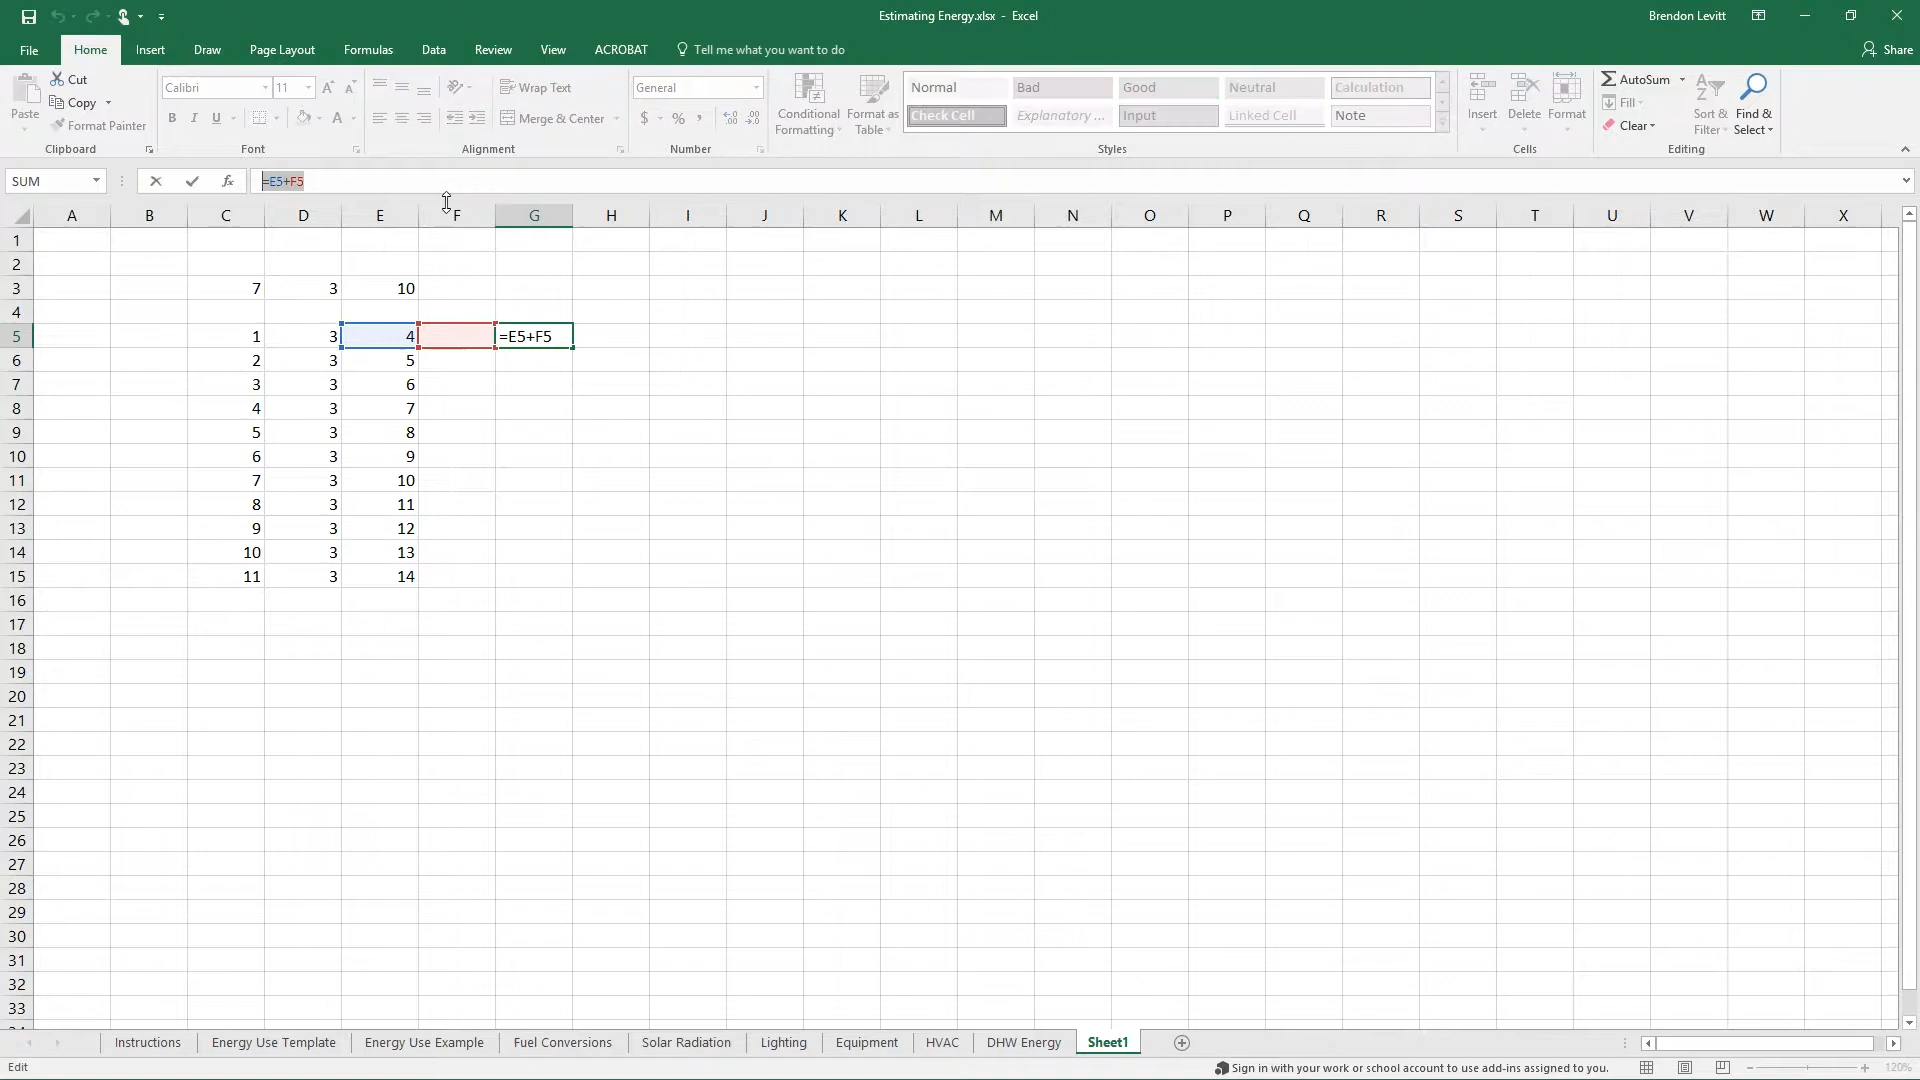 Estimating Energy.xlsx - Excel
Brendon Levitt
File Home Insert Draw Page Layout Formulas Data Review View ACROBAT Tell me what you want to do Share
Paste Cut Copy Format Painter Clipboard
Calibri 11 A A B I U A Font
Wrap Text Merge & Center Alignment
General $ % , Number
Conditional Formatting Format as Table
Normal Bad Good Neutral Calculation
Check Cell Explanatory ... Input Linked Cell Note
Styles
Insert Delete Format Cells
AutoSum Fill Clear Sort & Filter Find & Select Editing
SUM fx =E5+F5
A B C D E F G H I J K L M N O P Q R S T U V W X
1
2
3 7 3 10
4
5 1 3 4 =E5+F5
6 2 3 5
7 3 3 6
8 4 3 7
9 5 3 8
10 6 3 9
11 7 3 10
12 8 3 11
13 9 3 12
14 10 3 13
15 11 3 14
16
17
18
19
20
21
22
23
24
25
26
27
28
29
30
31
32
33
Instructions Energy Use Template Energy Use Example Fuel Conversions Solar Radiation Lighting Equipment HVAC DHW Energy Sheet1
Edit Sign in with your work or school account to use add-ins assigned to you. 120%